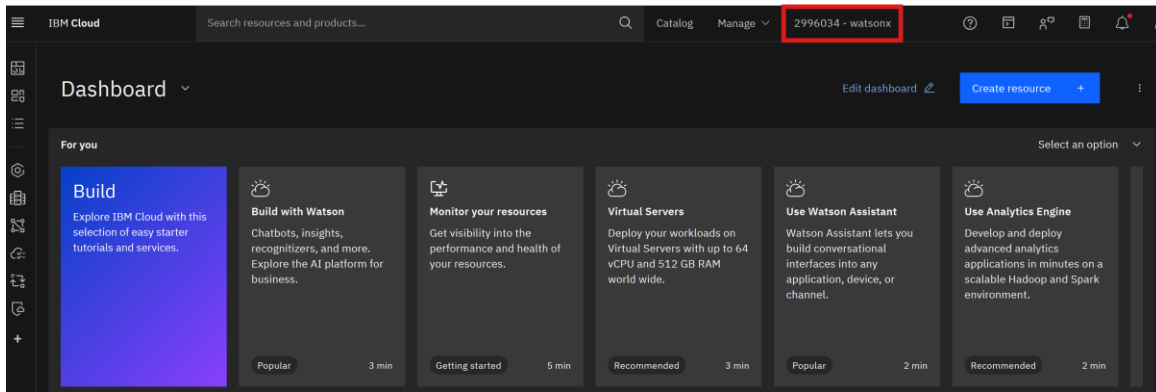 IBM Cloud
Search resources and products...
Catalog
Manage
2996034 - watsonx
Dashboard
Edit dashboard
Create resource +
For you
Select an option
Build
Explore IBM Cloud with this
selection of easy starter
tutorials and services.
Build with Watson
Chatbots, insights,
recognizers, and more.
Explore the AI platform for
business.
Popular
3 min
Monitor your resources
Get visibility into the
performance and health of
your resources.
Getting started
5 min
Virtual Servers
Deploy your workloads on
Virtual Servers with up to 64
vCPU and 512 GB RAM
world wide.
Recommended
3 min
Use Watson Assistant
Watson Assistant lets you
build conversational
interfaces into any
application, device, or
channel.
Popular
2 min
Use Analytics Engine
Develop and deploy
advanced analytics
applications in minutes on a
scalable Hadoop and Spark
environment.
Recommended
2 min